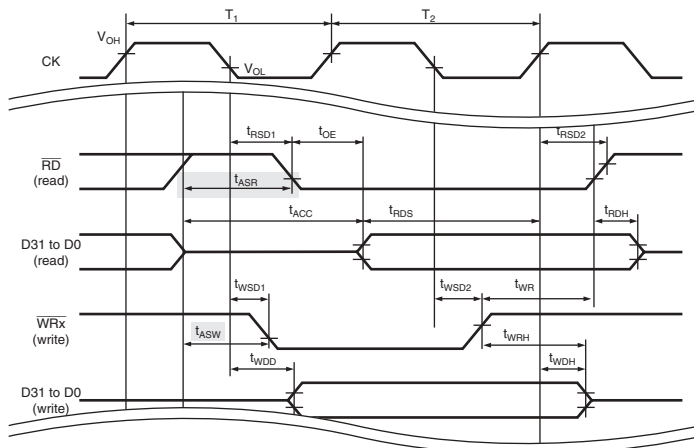 T1 T2
VOH
CK
VOL
tRSD1 tOE tRSD2
RD
(read)
tASR
tACC tRDS tRDH
D31 to D0
(read)
tWSD1 tWSD2 tWR
WRx
(write)
tASW
tWRH
tWDD tWDH
D31 to D0
(write)